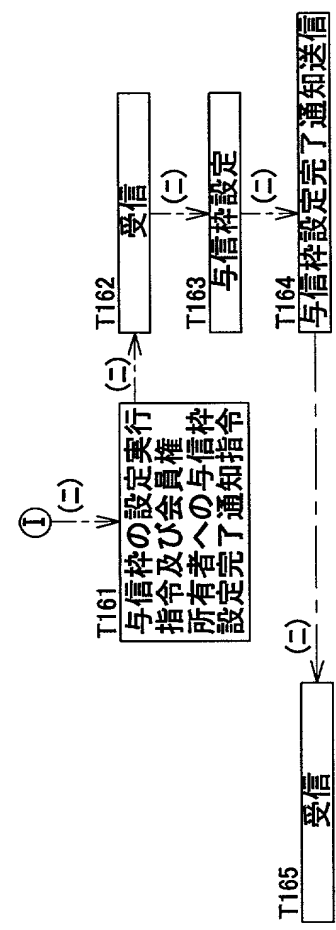 I
(ニ)
T161
与信枠の設定実行
指令及び会員権
所有者への与信枠
設定完了通知指令
(ニ)
T162
受信
(ニ)
T163
与信枠設定
(ニ)
T164
与信枠設定完了通知送信
(ニ)
T165
受信